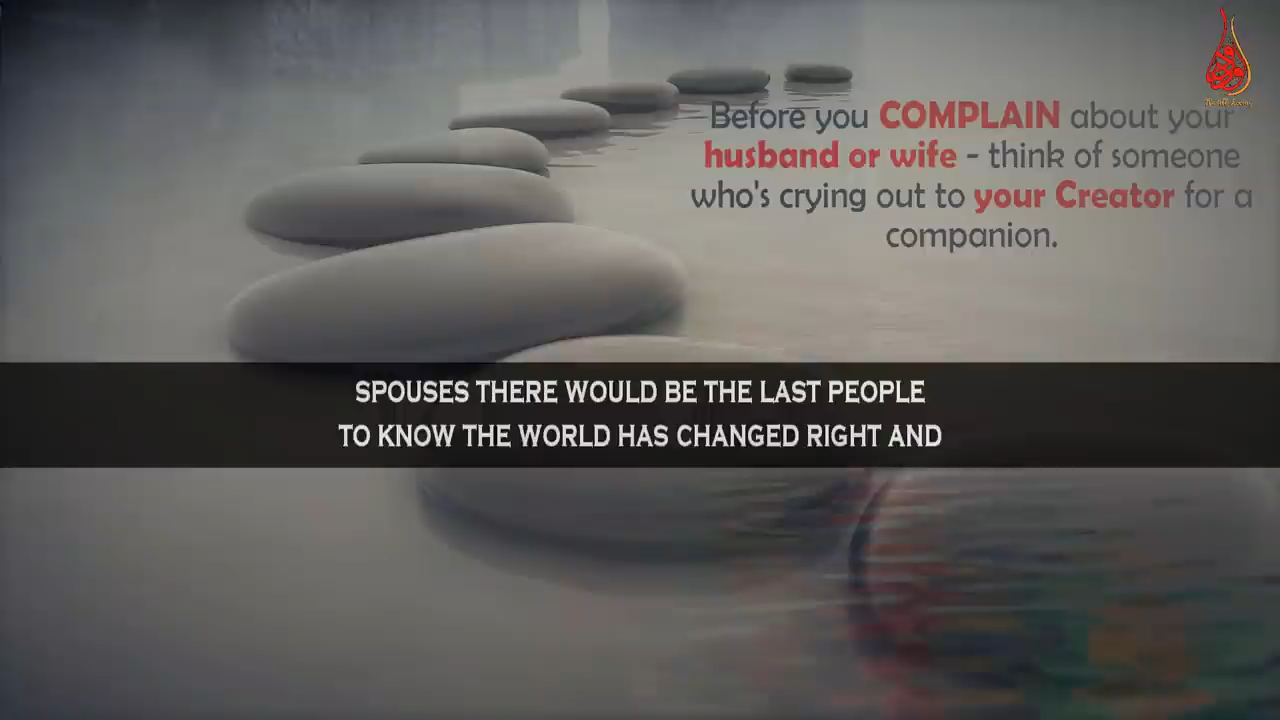 Before you COMPLAIN about your
husband or wife - think of someone
who's crying out to your Creator for a
companion.
SPOUSES THERE WOULD BE THE LAST PEOPLE
TO KNOW THE WORLD HAS CHANGED RIGHT AND